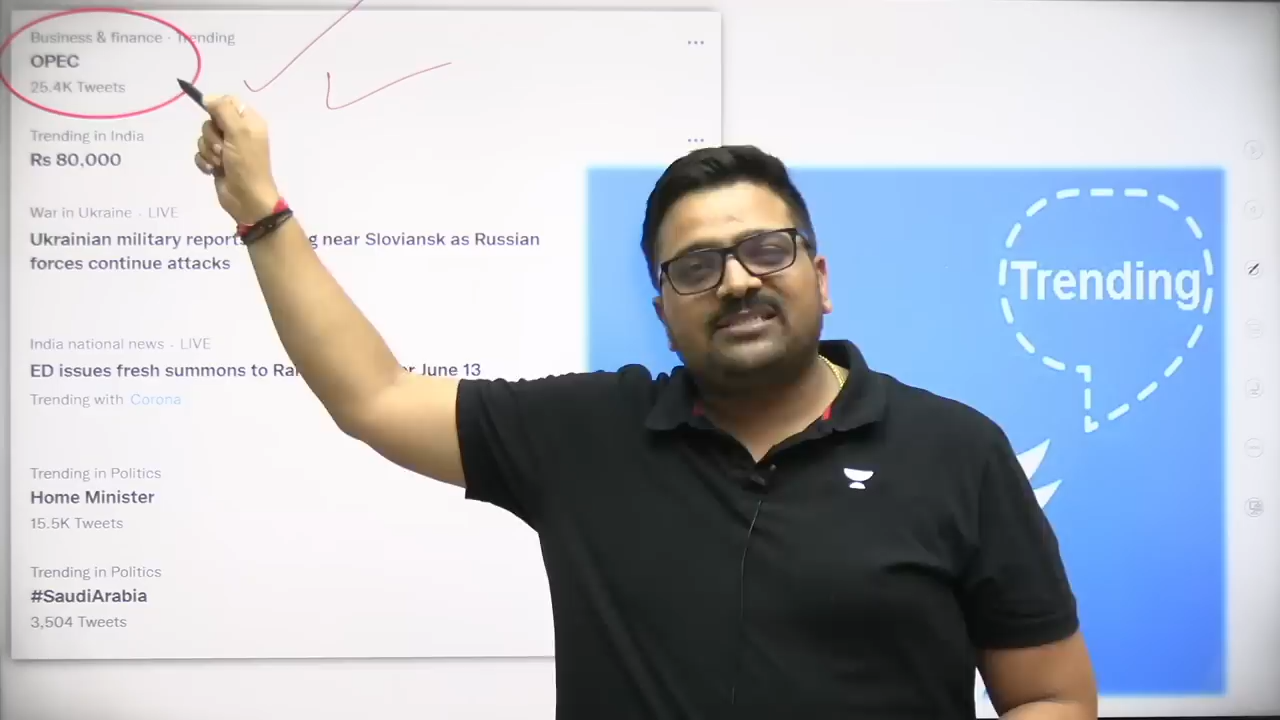 Business & finance · Trending
OPEC
25.4K Tweets
Trending in India
Rs 80,000
War in Ukraine · LIVE
Ukrainian military reports near Sloviansk as Russian
forces continue attacks
India national news · LIVE
ED issues fresh summons to June 13
Trending with Corona
Trending in Politics
Home Minister
15.5K Tweets
Trending in Politics
#SaudiArabia
3,504 Tweets
Trending